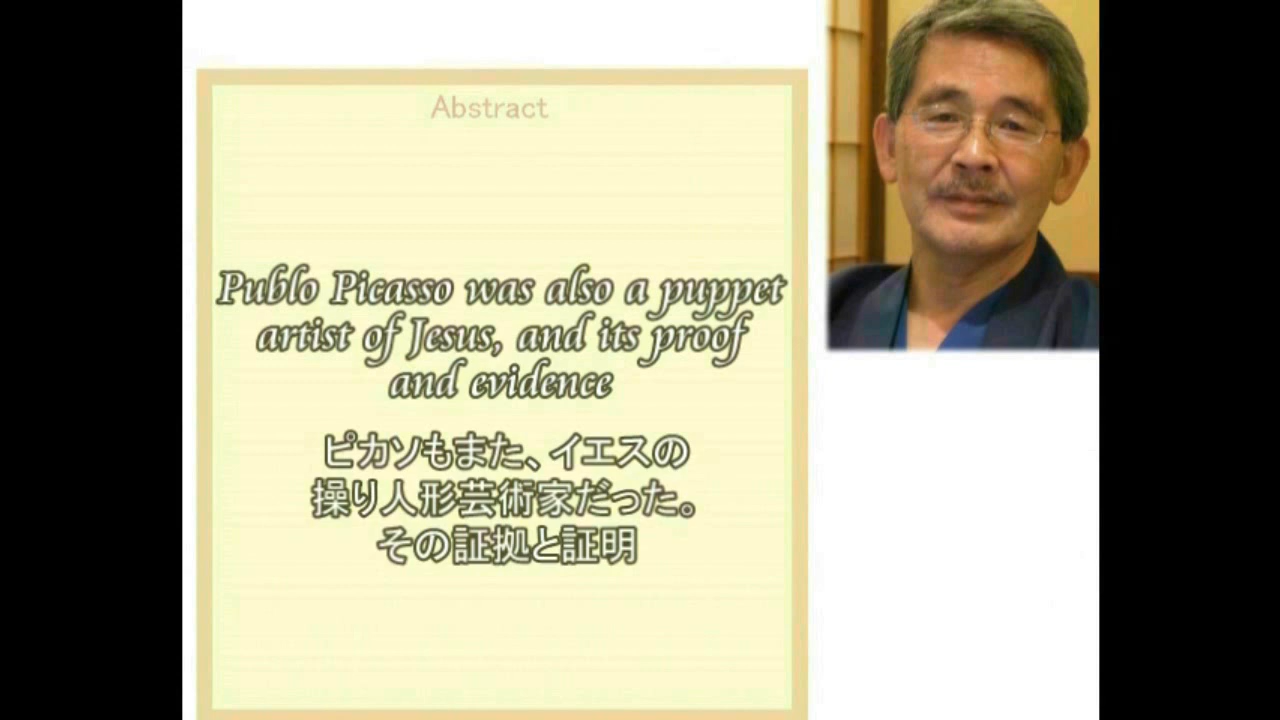 Abstract
Publo Picasso was also a puppet
artist of Jesus, and its proof
and evidence
ピカソもまた、イエスの
操り人形芸術家だった。
その証拠と証明